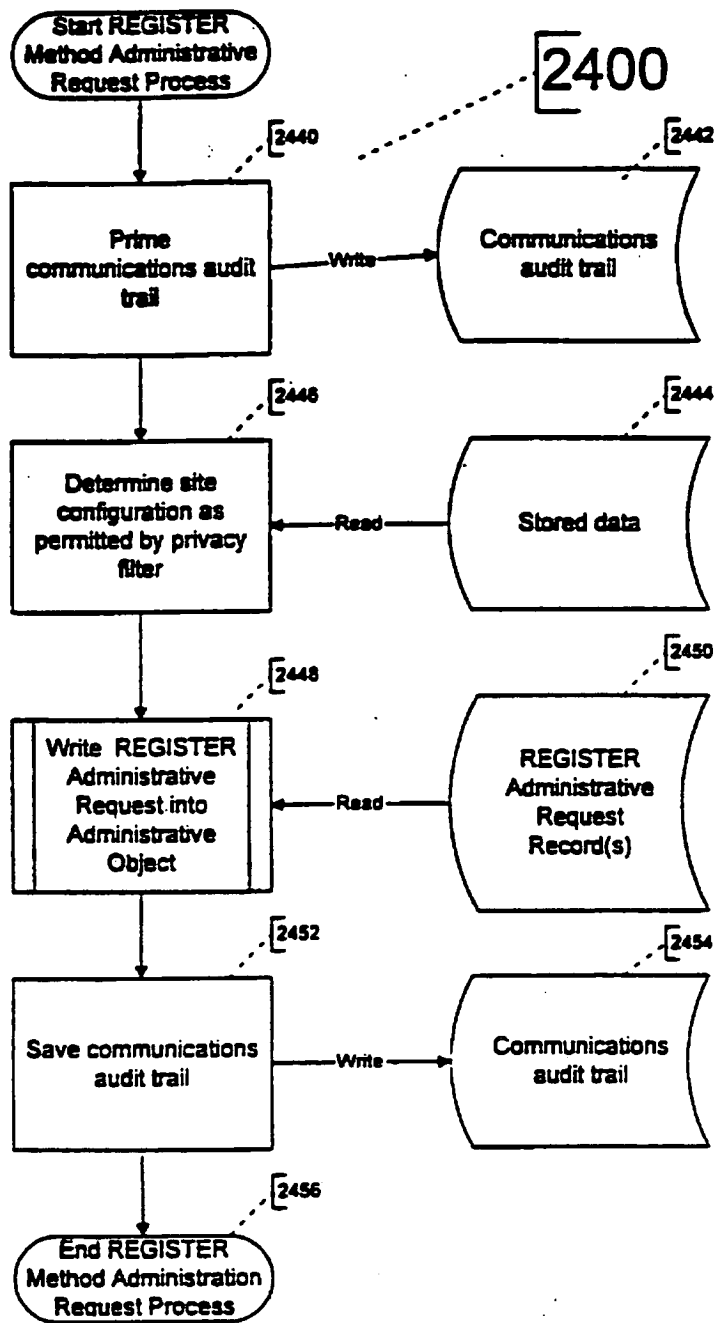 Start REGISTER
Method Administrative
Request Process
2400
2440
2442
Prime
communications audit
trail
Write
Communications
audit trail
2446
2444
Determine site
configuration as
permitted by privacy
filter
Read
Stored data
2448
2450
Write REGISTER
Administrative
Request into
Administrative
Object
Read
REGISTER
Administrative
Request
Record(s)
2452
2454
Save communications
audit trail
Write
Communications
audit trail
2456
End REGISTER
Method Administration
Request Process